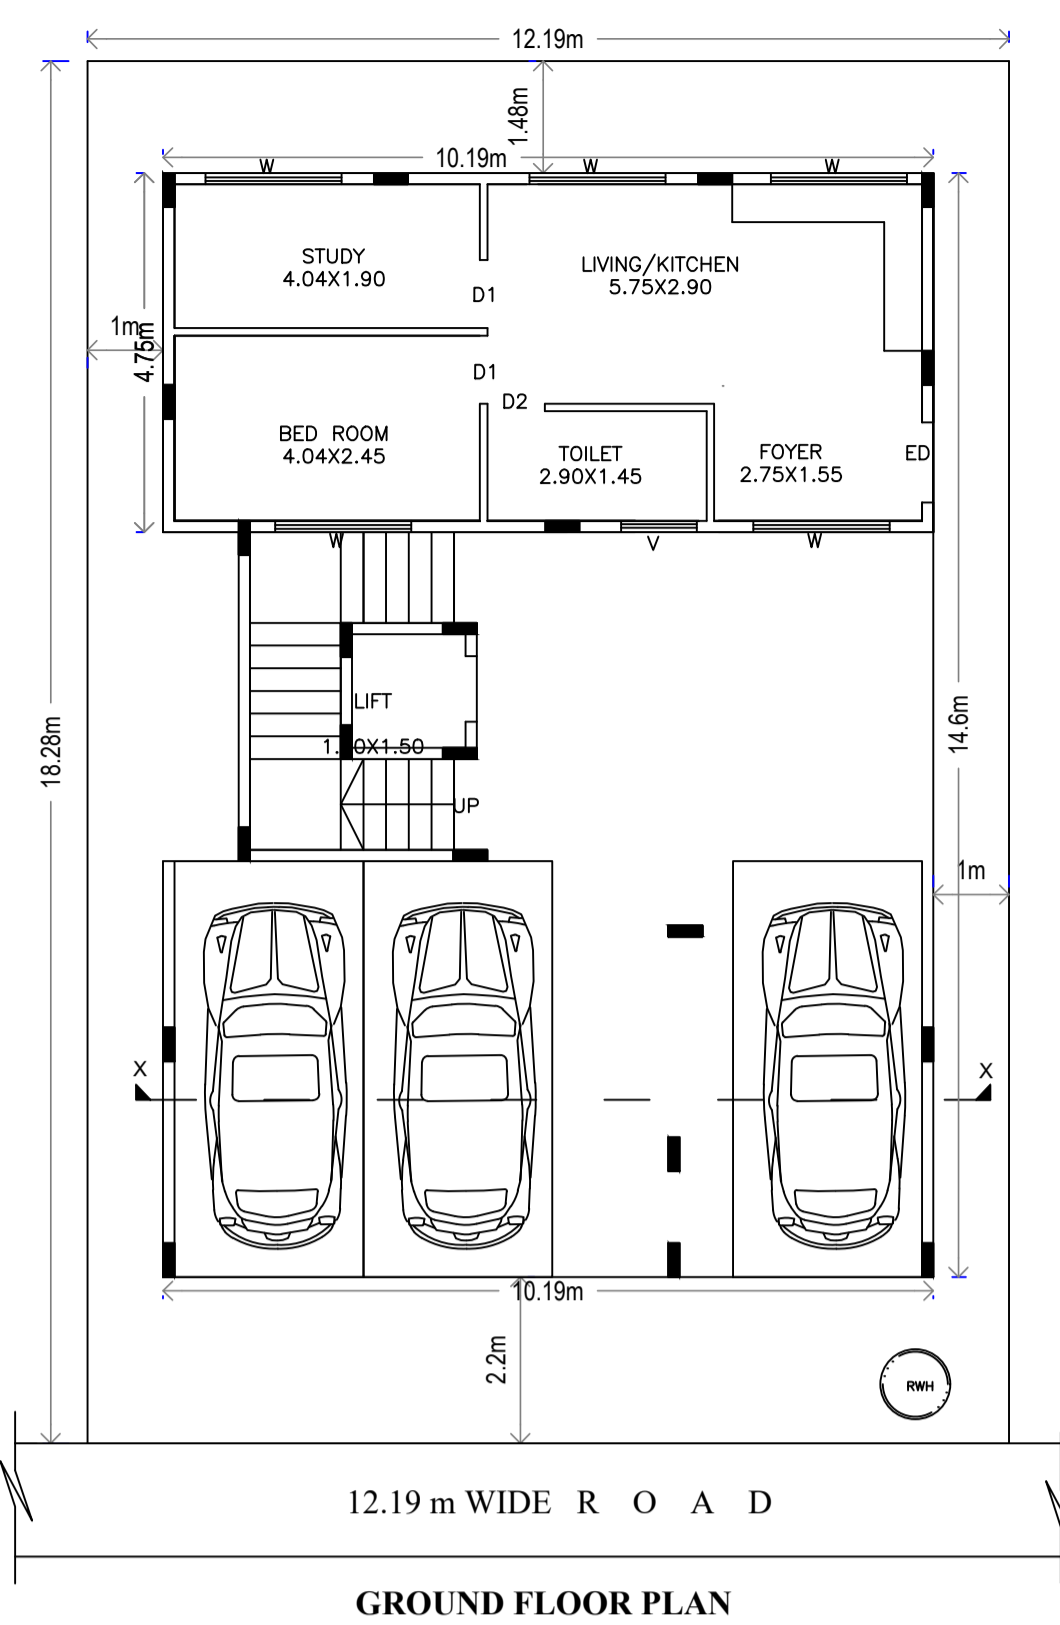 12.19m
1.48m
10.19m
W
W
W
STUDY
4.04X1.90
LIVING/KITCHEN
5.75X2.90
D1
1m
4.75m
D1
D2
BED ROOM
4.04X2.45
TOILET
2.90X1.45
FOYER
2.75X1.55
ED
W
V
W
LIFT
18.28m
14.6m
UP
1m
X
X
10.19m
2.2m
RWH
12.19 m WIDE R O A D
GROUND FLOOR PLAN